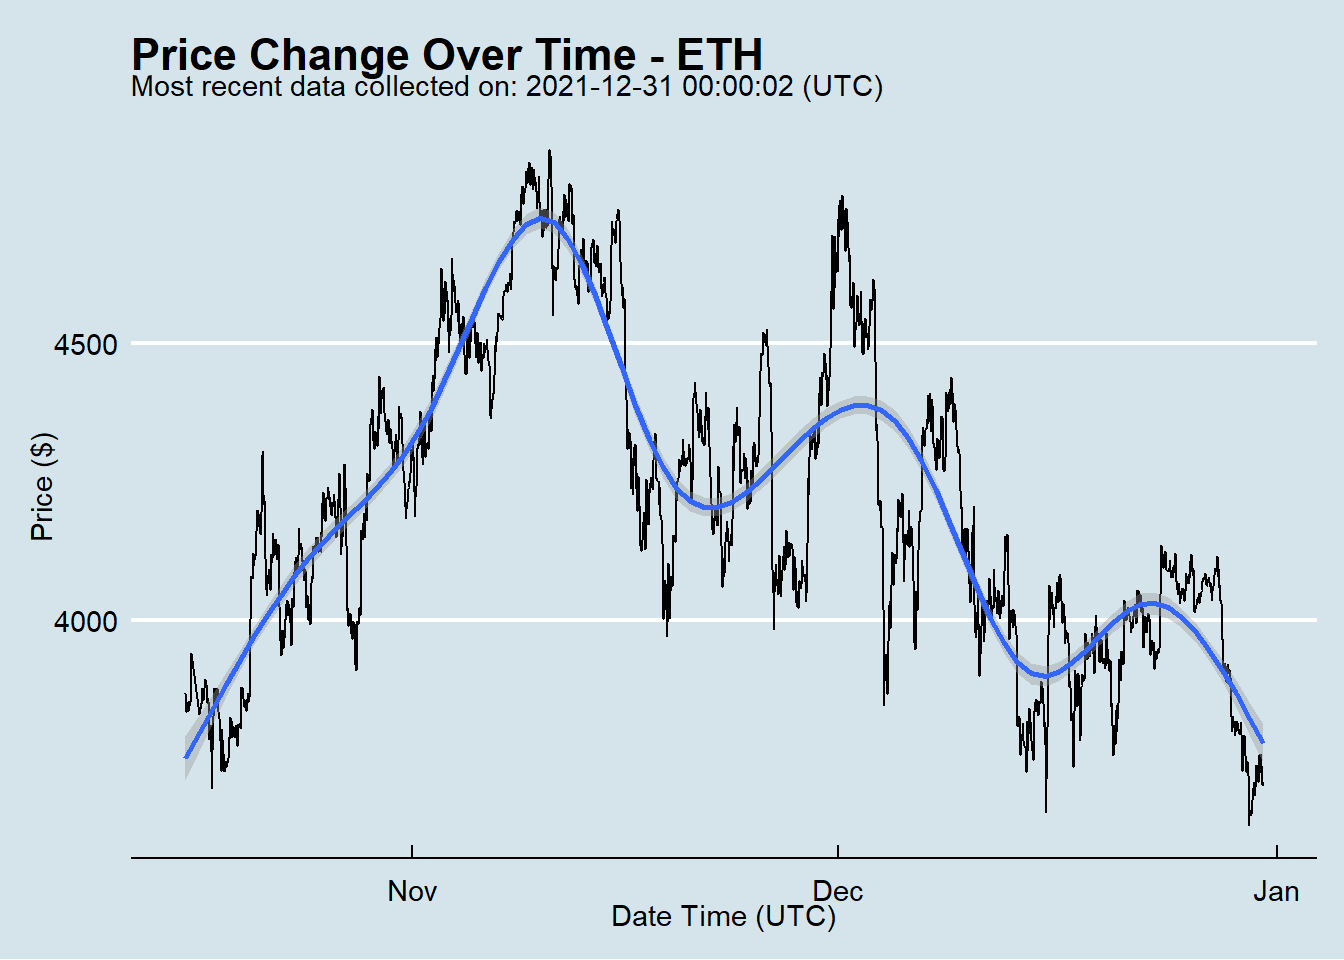 Price Change Over Time - ETH
Most recent data collected on: 2021-12-31 00:00:02 (UTC)
Price ($)
4500
4000
Nov
Dec
Jan
Date Time (UTC)